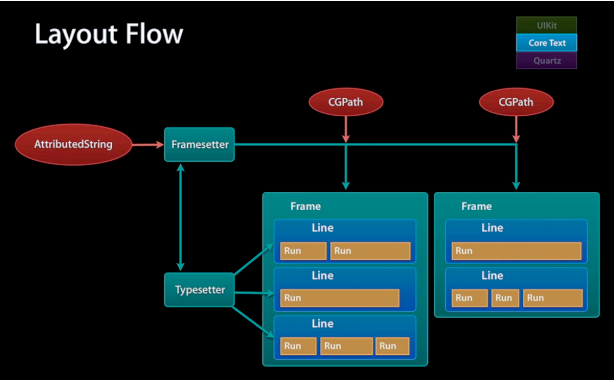 Layout Flow
UIKit
Core Text
Quartz
CGPath
CGPath
AttributedString
Framesetter
Typesetter
Frame
Line
Run Run
Line
Run
Line
Run Run Run
Frame
Line
Run
Line
Run Run Run